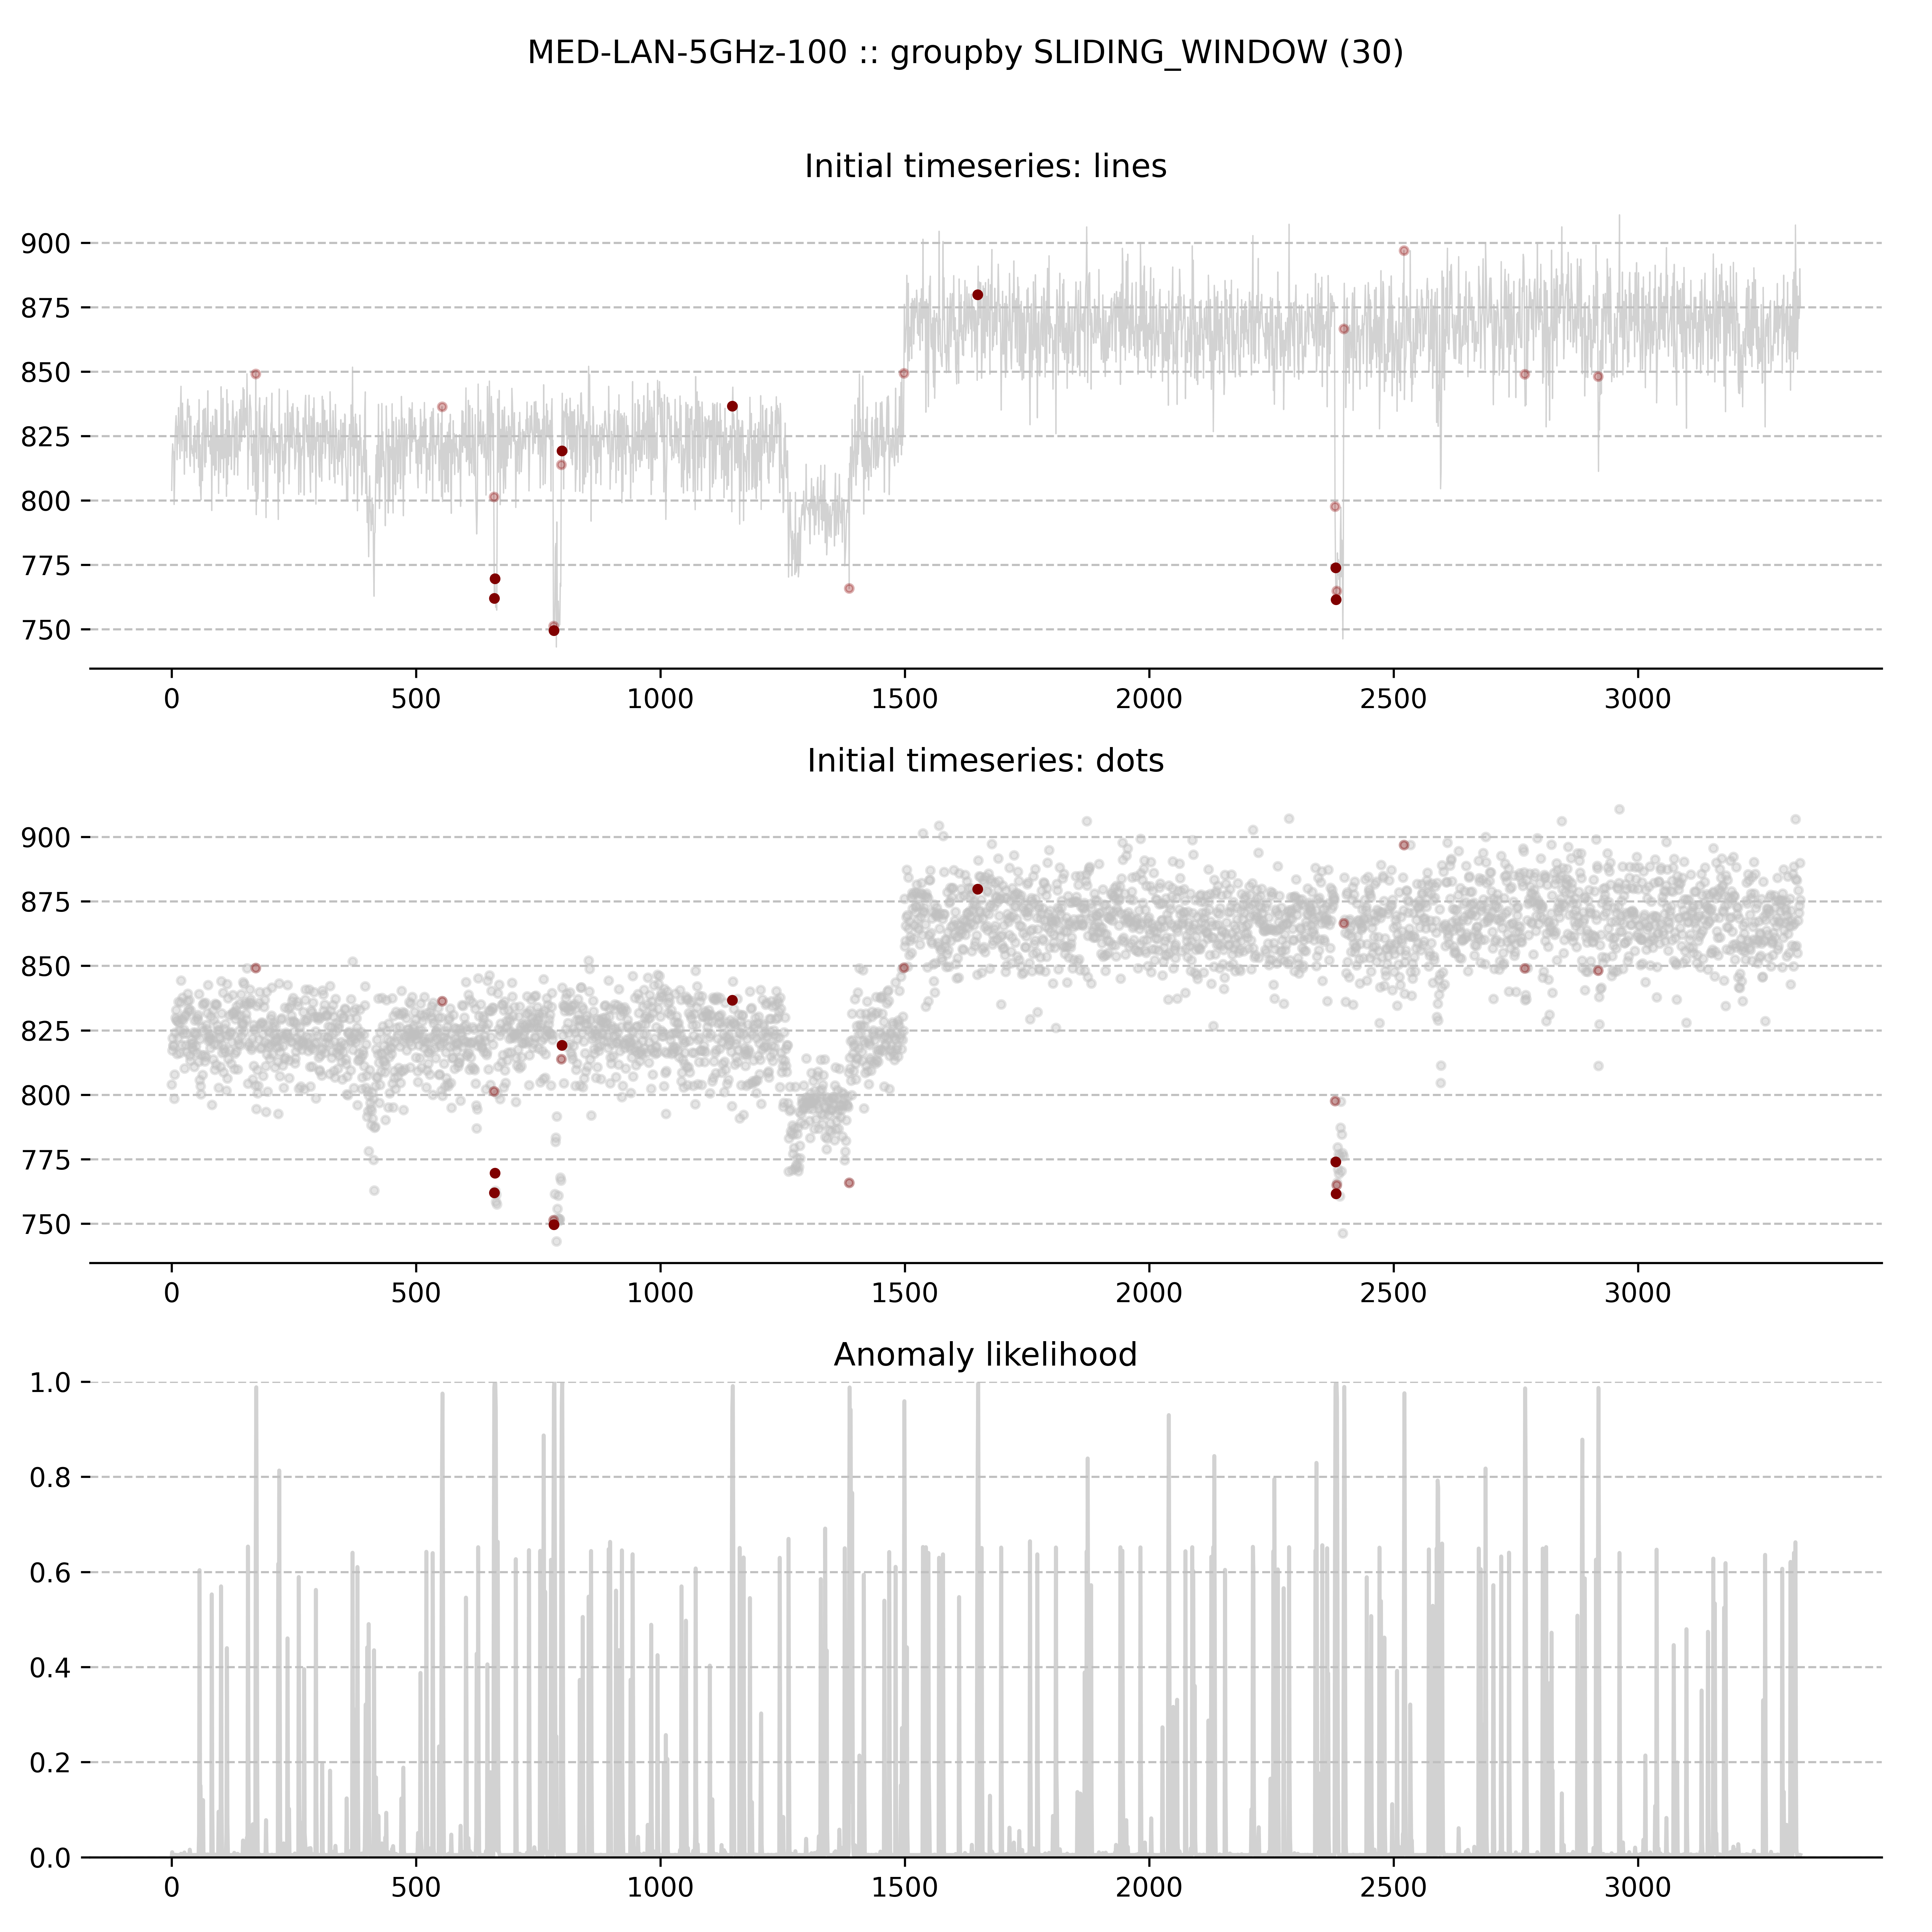 MED-LAN-5GHz-100 :: groupby SLIDING_WINDOW (30)
Initial timeseries: lines
900
875
850
825
800
775
750
0 500 1000 1500 2000 2500 3000
Initial timeseries: dots
900
875
850
825
800
775
750
0 500 1000 1500 2000 2500 3000
Anomaly likelihood
1.0
0.8
0.6
0.4
0.2
0.0
0 500 1000 1500 2000 2500 3000